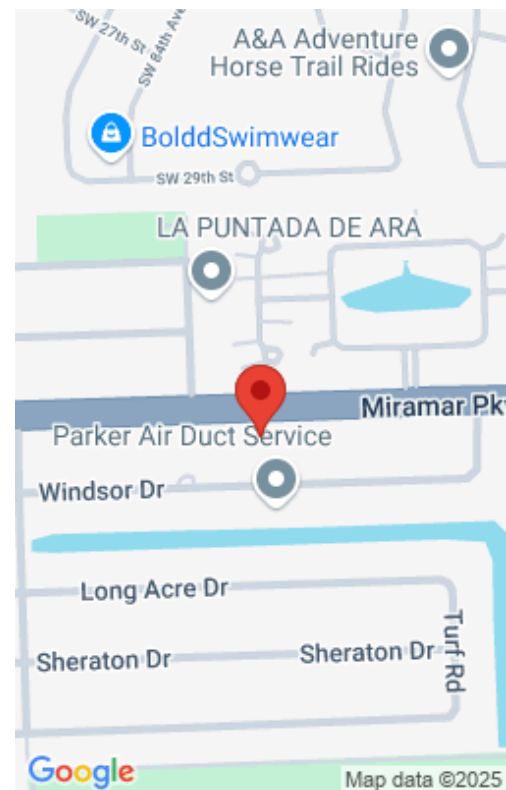 SW 27th St
SW 84th Ave
A&A Adventure
Horse Trail Rides
BolddSwimwear
SW 29th St
LA PUNTADA DE ARA
Miramar Pk
Parker Air Duct Service
Windsor Dr
Long Acre Dr
Sheraton Dr
Sheraton Dr
Turf Rd
Google
Map data ©2025